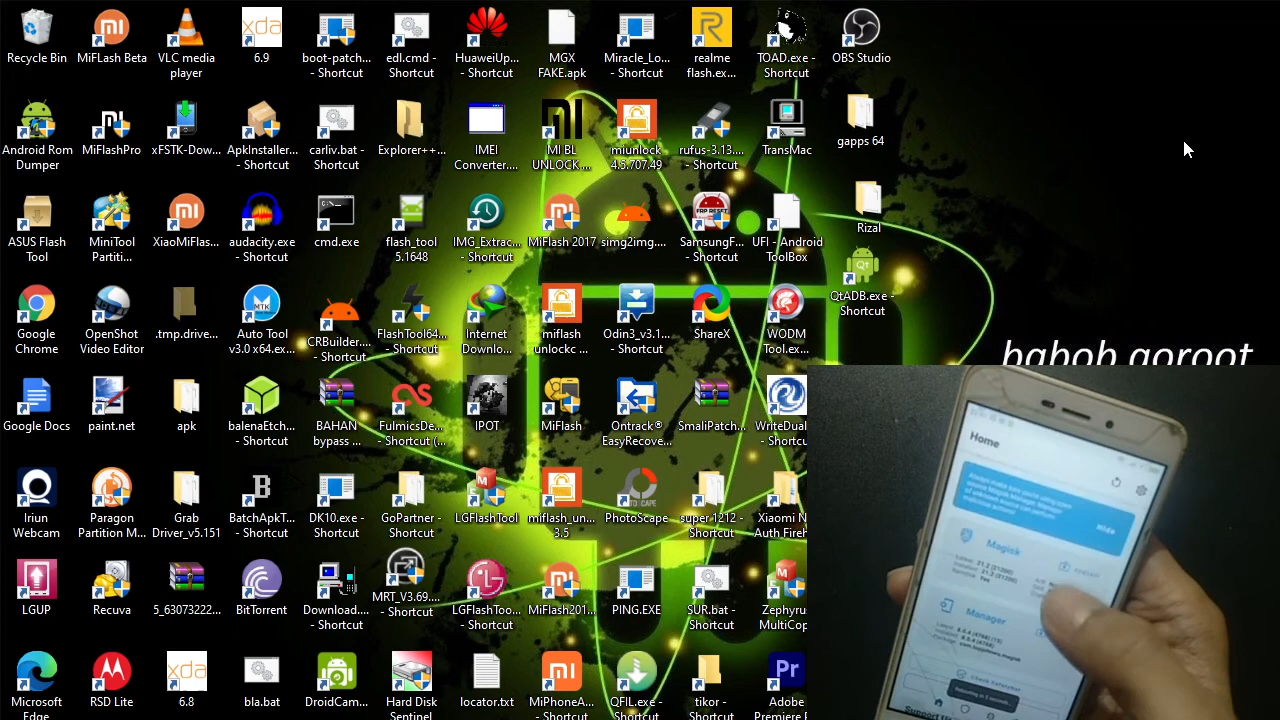 Recycle Bin
MiFLash Beta
VLC media
player
6.9
boot-patch...
- Shortcut
edl.cmd -
Shortcut
HuaweiUp...
- Shortcut
MGX
FAKE.apk
Miracle_Lo...
- Shortcut
realme
flash.ex...
TOAD.exe -
Shortcut
OBS Studio
Android Rom
Dumper
MiFlashPro
xFSTK-Dow...
ApkInstaller...
- Shortcut
carliv.bat -
Shortcut
Explorer++...
IMEI
Converter....
MI BL
UNLOCK....
miunlock
4.5.707.49
rufus-3.13....
- Shortcut
TransMac
gapps 64
ASUS Flash
Tool
MiniTool
Partiti...
XiaoMiFlas...
audacity.exe
- Shortcut
cmd.exe
flash_tool
5.1648
IMG_Extrac...
- Shortcut
MiFlash 2017
simg2img....
SamsungF...
- Shortcut
UFI - Android
ToolBox
Rizal
Google
Chrome
OpenShot
Video Editor
.tmp.drive...
Auto Tool
v3.0 x64.ex...
CRBuilder....
- Shortcut
FlashTool64...
- Shortcut
Internet
Downlo...
miflash
unlockc ...
Odin3_v3.1...
- Shortcut
ShareX
WODM
Tool.ex...
QtADB.exe -
Shortcut
babob goroot
Google Docs
paint.net
apk
balenaEtch...
- Shortcut
BAHAN
bypass ...
FulmicsDe...
- Shortcut (...
IPOT
MiFlash
Ontrack®
EasyRecove...
SmaliPatch...
WriteDual
- Shortcu
Iriun
Webcam
Paragon
Partition M...
Grab
Driver_v5.151
BatchApkT...
- Shortcut
DK10.exe -
Shortcut
GoPartner -
Shortcut
LGFlashTool
miflash_un...
3.5
PhotoScape
super 1212 -
Shortcut
Xiaomi N
Auth.Fireh
LGUP
Recuva
5_63073222...
BitTorrent
Download....
- Shortcut
MRT_V3.69....
- Shortcut
LGFlashToo...
- Shortcut
MiFlash201...
PING.EXE
SUR.bat -
Shortcut
Zephyrus
MultiCop
Microsoft
Edge
RSD Lite
6.8
bla.bat
DroidCam...
Hard Disk
Sentinel
locator.txt
MiPhoneA...
QFIL.exe -
Shortcut
tikor -
Shortcut
Adobe
Premiere P
Home
Hide
Magisk
Manager